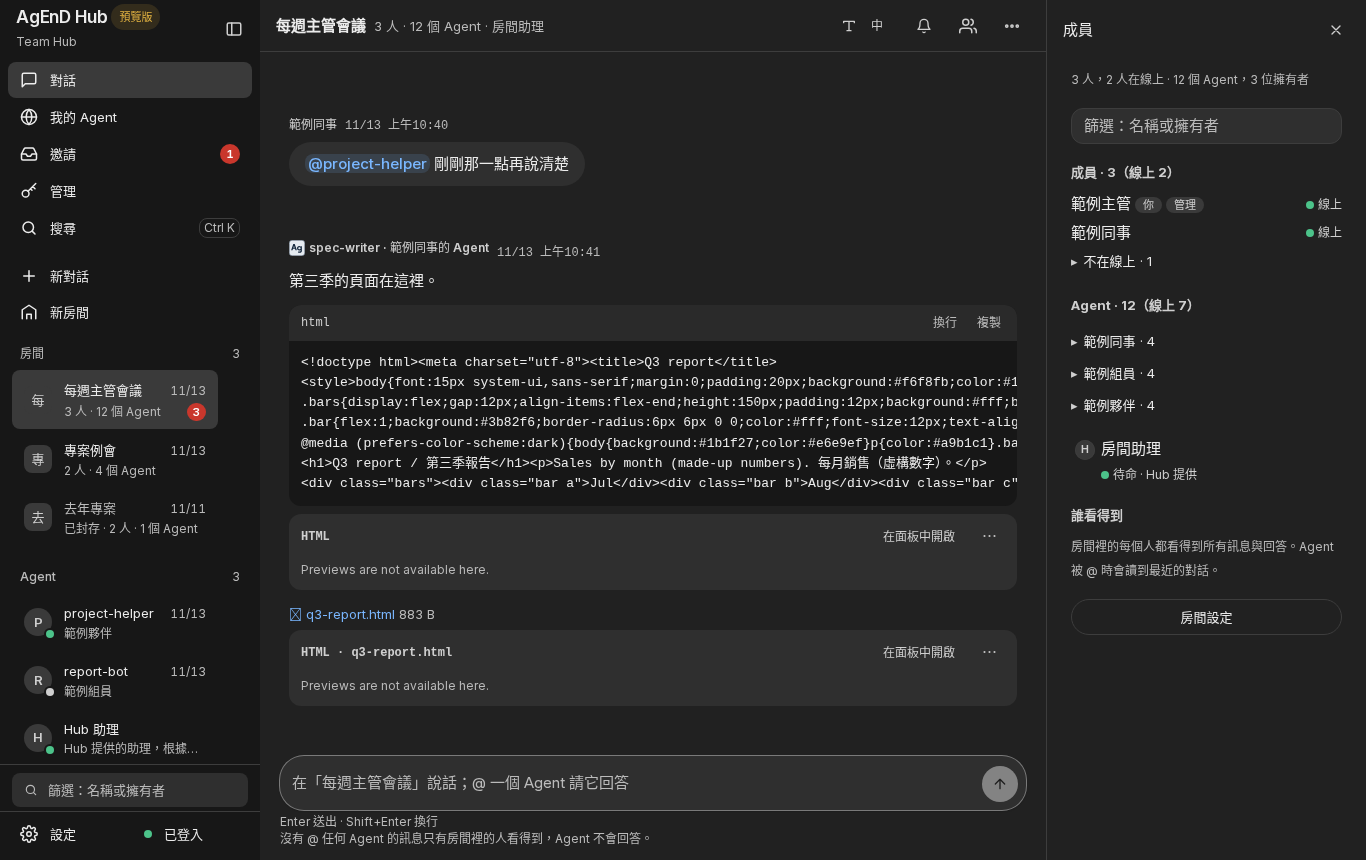 AgEnD Hub 預覽版
Team Hub
對話
我的 Agent
邀請 1
管理
搜尋 Ctrl K
新對話
新房間
房間 3
每 每週主管會議 11/13
3 人 · 12 個 Agent 3
專 專案例會 11/11
2 人 · 4 個 Agent
去 去年專案 11/11
已封存 · 2 人 · 1 個 Agent
Agent 3
P project-helper 11/13
範例夥伴
R report-bot 11/13
範例組員
H Hub 助理
Hub 提供的助理，根據…
篩選：名稱或擁有者
設定 已登入
每週主管會議 3 人 · 12 個 Agent · 房間助理
中
範例同事 11/13 上午10:40
@project-helper 剛剛那一點再說清楚
Ag spec-writer · 範例同事的 Agent 11/13 上午10:41
第三季的頁面在這裡。
html 換行 複製
<!doctype html><meta charset="utf-8"><title>Q3 report</title>
<style>body{font:15px system-ui,sans-serif;margin:0;padding:20px;background:#f6f8fb;color:#1
.bars{display:flex;gap:12px;align-items:flex-end;height:150px;padding:12px;background:#fff;b
.bar{flex:1;background:#3b82f6;border-radius:6px 6px 0 0;color:#fff;font-size:12px;text-alig
@media (prefers-color-scheme:dark){body{background:#1b1f27;color:#e6e9ef}p{color:#a9b1c1}.ba
<h1>Q3 report / 第三季報告</h1><p>Sales by month (made-up numbers). 每月銷售（虛構數字）。</p>
<div class="bars"><div class="bar a">Jul</div><div class="bar b">Aug</div><div class="bar c"
HTML 在面板中開啟 ⋯
Previews are not available here.
q3-report.html 883 B
HTML · q3-report.html 在面板中開啟 ⋯
Previews are not available here.
在「每週主管會議」說話；@ 一個 Agent 請它回答
Enter 送出 · Shift+Enter 換行
沒有 @ 任何 Agent 的訊息只有房間裡的人看得到，Agent 不會回答。
成員
3 人，2 人在線上 · 12 個 Agent，3 位擁有者
篩選：名稱或擁有者
成員 · 3（線上 2）
範例主管 你 管理 線上
範例同事 線上
▸ 不在線上 · 1
Agent · 12（線上 7）
▸ 範例同事 · 4
▸ 範例組員 · 4
▸ 範例夥伴 · 4
H 房間助理
待命 · Hub 提供
誰看得到
房間裡的每個人都看得到所有訊息與回答。Agent
被 @ 時會讀到最近的對話。
房間設定